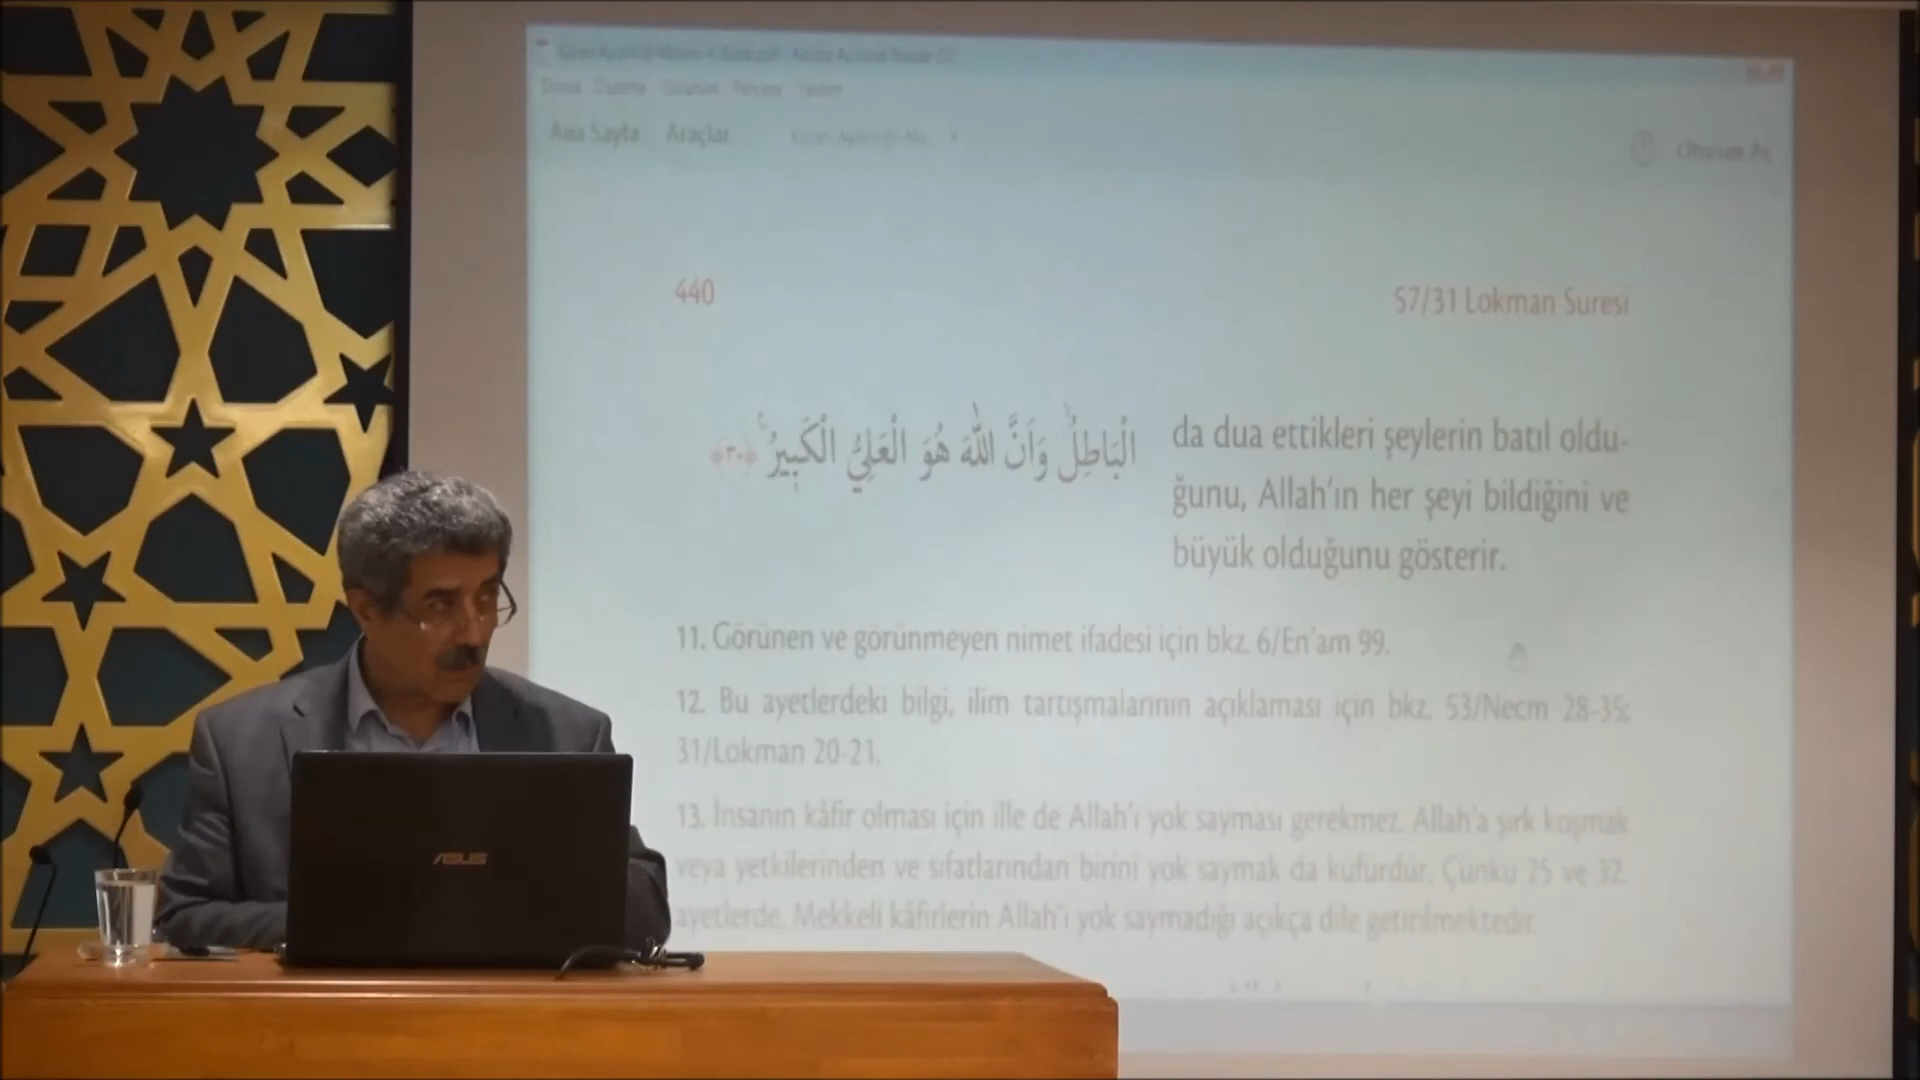 Ana Sayfa Araçlar
440
57/31 Lokman Suresi
الْبَاطِلُ وَاَنَّ اللّٰهَ هُوَ الْعَلِيُّ الْكَبِيرُ ﴿٣٠﴾
da dua ettikleri şeylerin batıl oldu-
ğunu, Allah'ın her şeyi bildiğini ve
büyük olduğunu gösterir.
11. Görünen ve görünmeyen nimet ifadesi için bkz. 6/En'am 99.
12. Bu ayetlerdeki bilgi, ilim tartışmalarının açıklaması için bkz. 53/Necm 28-35;
31/Lokman 20-21.
13. İnsanın kâfir olması için ille de Allah'ı yok sayması gerekmez. Allah'a şirk koşmak
veya yetkilerinden ve sıfatlarından birini yok saymak da küfürdür. Çünkü 25 ve 32.
ayetlerde, Mekkeli kâfirlerin Allah'ı yok saymadığı açıkça dile getirilmektedir.
ASUS